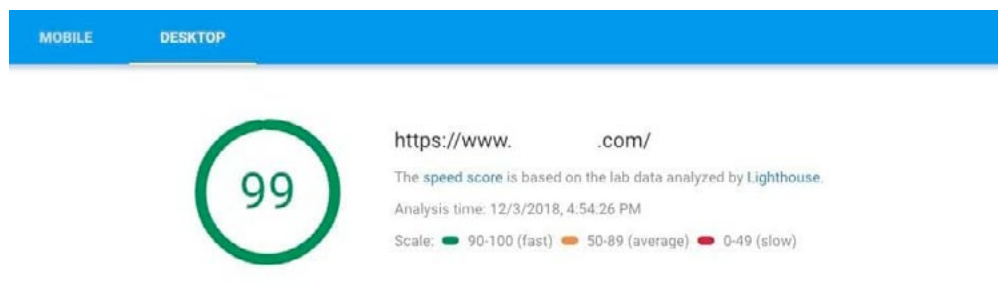 MOBILE DESKTOP
99
https://www. .com/
The speed score is based on the lab data analyzed by Lighthouse.
Analysis time: 12/3/2018, 4:54:26 PM
Scale: 90-100 (fast) 50-89 (average) 0-49 (slow)